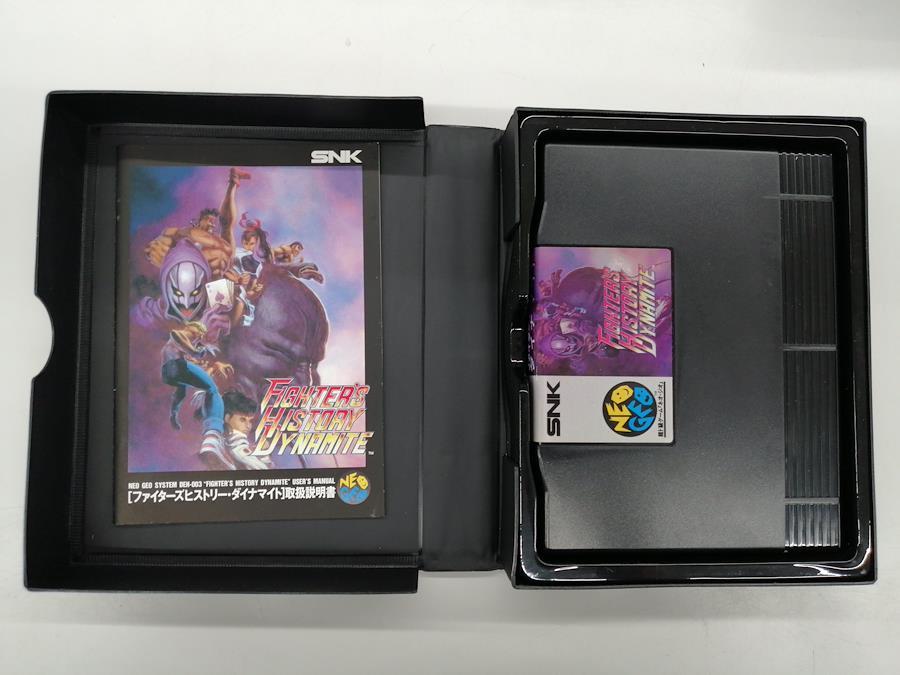 SNK
FIGHTER'S
HISTORY
DYNAMITE™
NEO GEO SYSTEM DEH-003 "FIGHTER'S HISTORY DYNAMITE" USER'S MANUAL
[ファイターズヒストリー・ダイナマイト]取扱説明書
NEO
GEO
FIGHTER'S
HISTORY
DYNAMITE
SNK
NEO
GEO